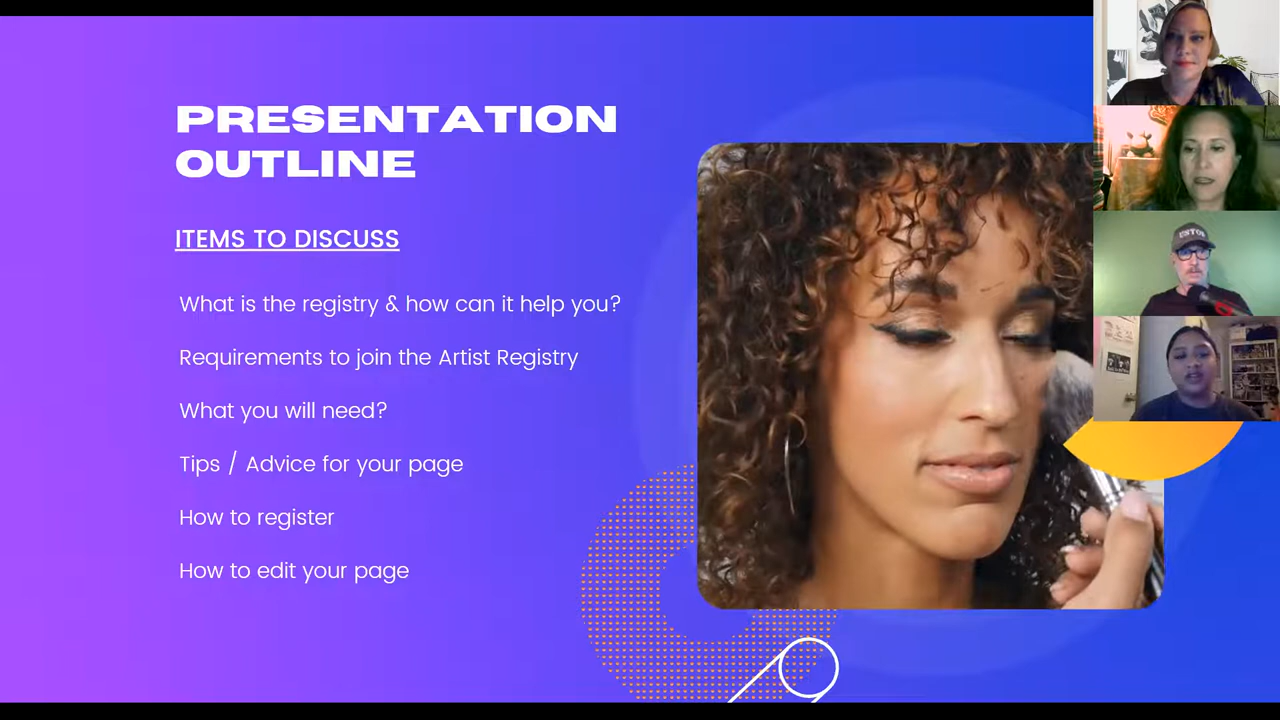 PRESENTATION
OUTLINE
ITEMS TO DISCUSS
What is the registry & how can it help you?
Requirements to join the Artist Registry
What you will need?
Tips / Advice for your page
How to register
How to edit your page